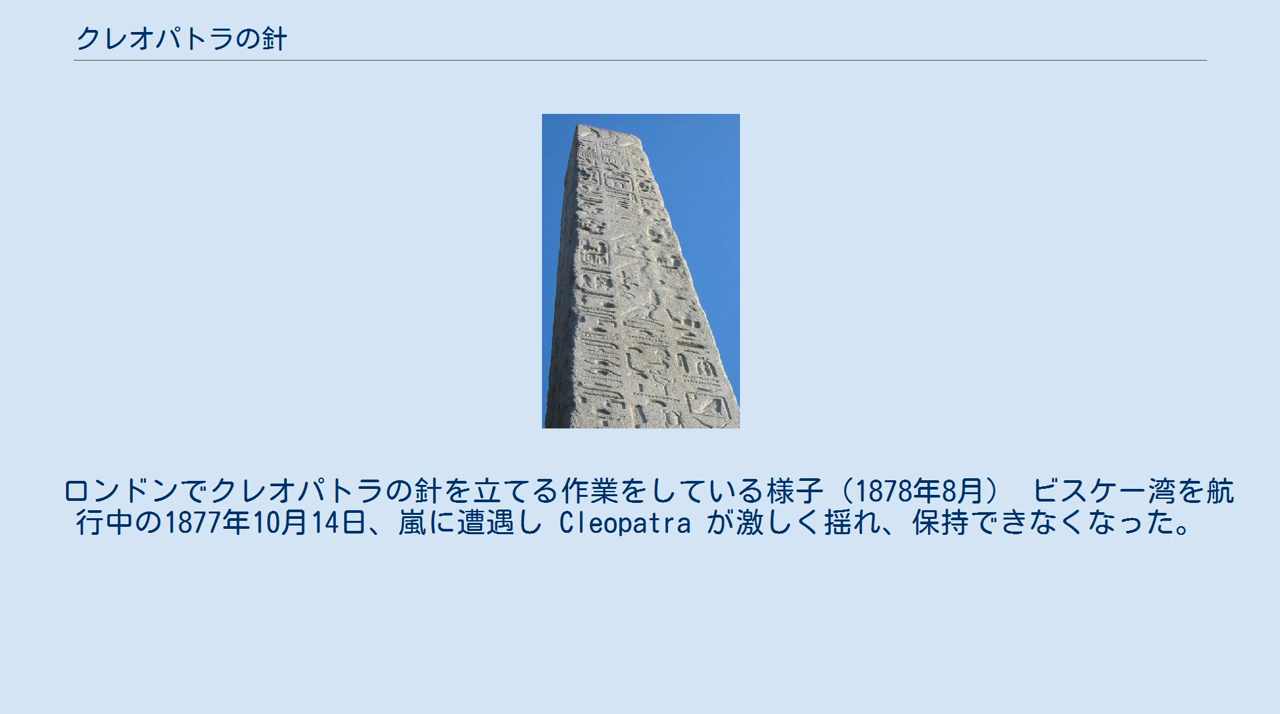 クレオパトラの針
ロンドンでクレオパトラの針を立てる作業をしている様子（1878年8月） ビスケー湾を航
行中の1877年10月14日、嵐に遭遇し Cleopatra が激しく揺れ、保持できなくなった。